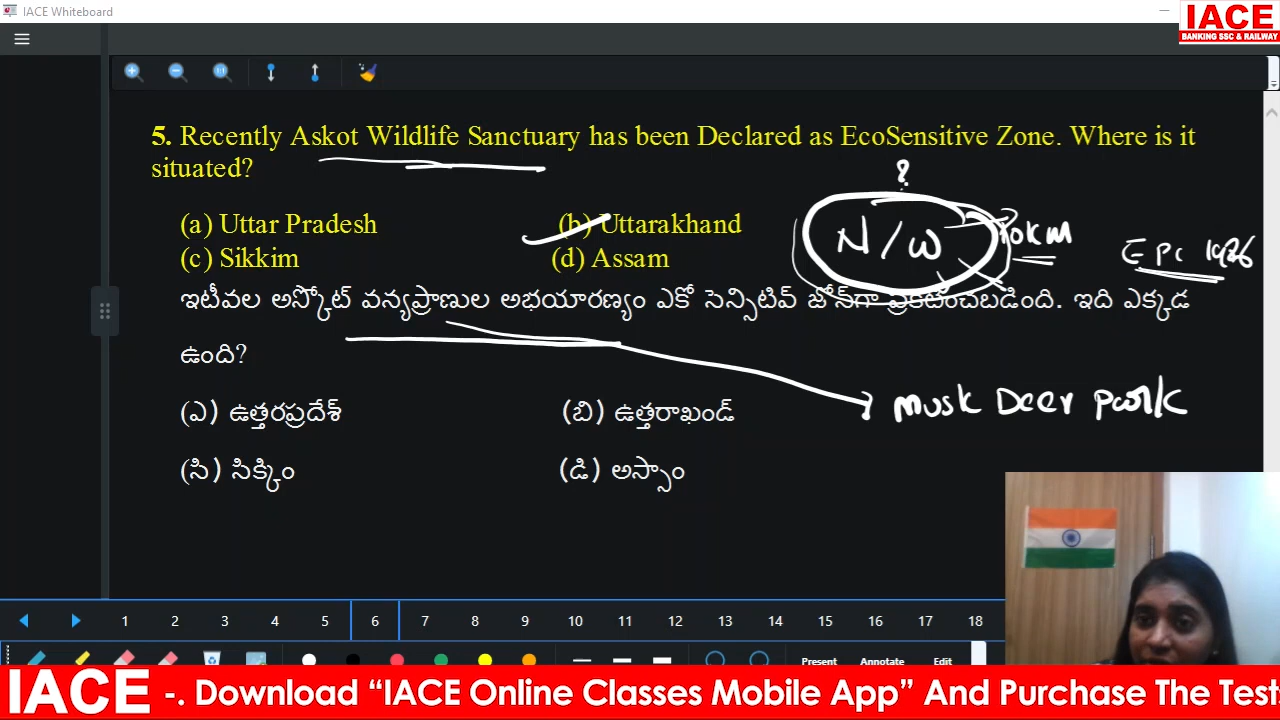 IACE Whiteboard
IACE
BANKING SSC & RAILWAY
5. Recently Askot Wildlife Sanctuary has been Declared as EcoSensitive Zone. Where is it
situated?
?
(a) Uttar Pradesh (b) Uttarakhand
N/W
10km
EPC 1986
(c) Sikkim (d) Assam
ఇటీవల అస్కోట్ వన్యప్రాణుల అభయారణ్యం ఎకో సెన్సిటివ్ జోన్‌గా ప్రకటించబడింది. ఇది ఎక్కడ
ఉంది?
(ఎ) ఉత్తరప్రదేశ్ (బి) ఉత్తరాఖండ్
musk Deer park
(సి) సిక్కిం (డి) అస్సాం
1 2 3 4 5 6 7 8 9 10 11 12 13 14 15 16 17 18
Present Annotate Edit
IACE -. Download “IACE Online Classes Mobile App” And Purchase The Test